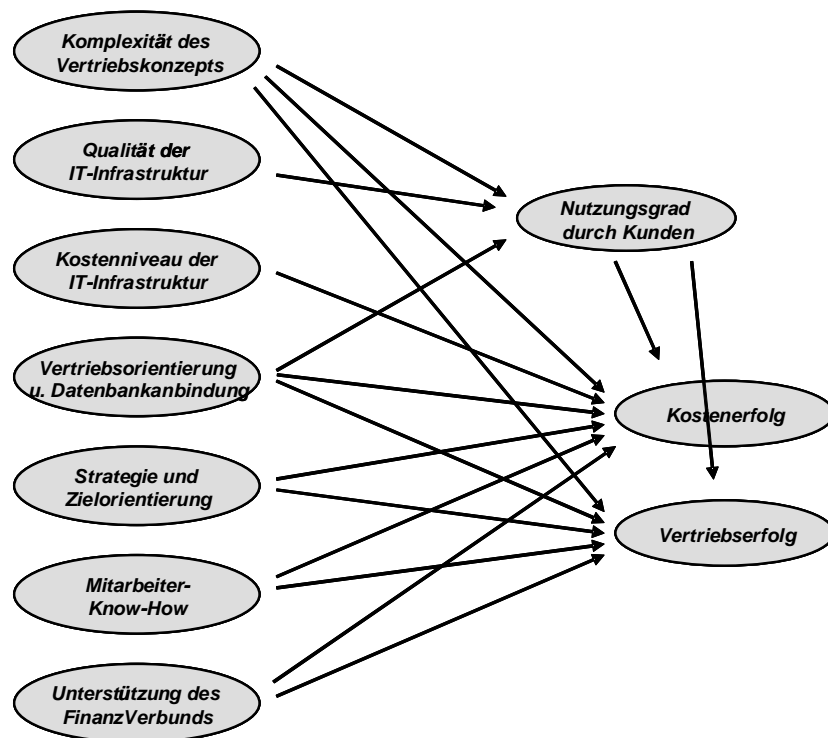 Komplexität des
Vertriebskonzepts
Qualität der
IT-Infrastruktur
Kostenniveau der
IT-Infrastruktur
Vertriebsorientierung
u. Datenbankanbindung
Strategie und
Zielorientierung
Mitarbeiter-
Know-How
Unterstützung des
FinanzVerbunds
Nutzungsgrad
durch Kunden
Kostenerfolg
Vertriebserfolg